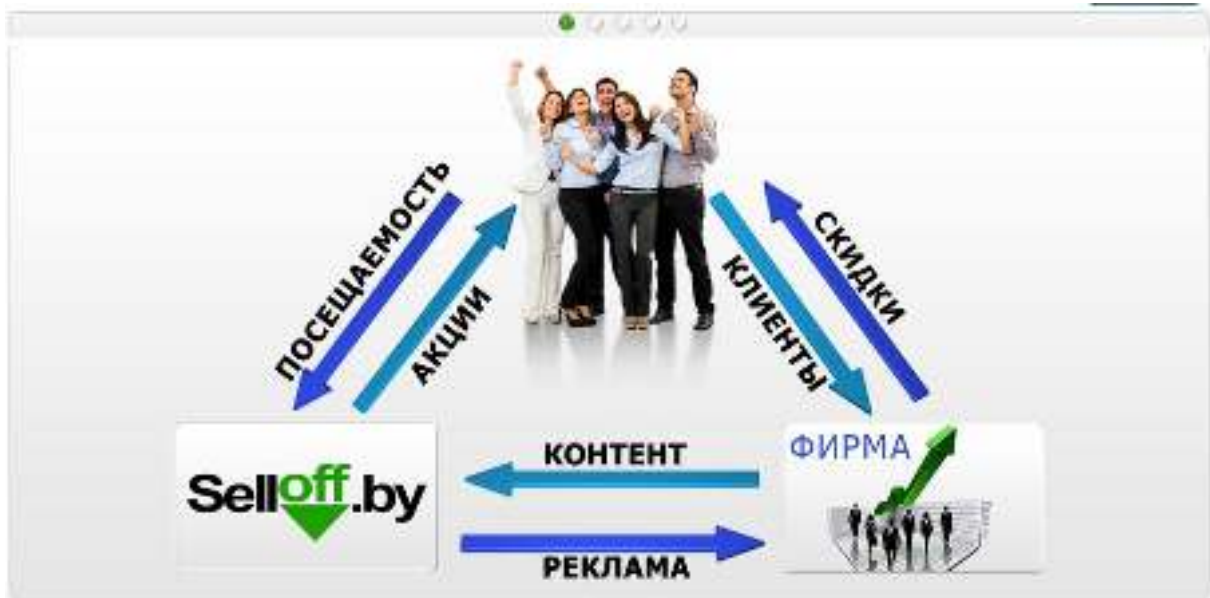 ПОСЕЩАЕМОСТЬ
АКЦИИ
КЛИЕНТЫ
СКИДКИ
Selloff.by
КОНТЕНТ
ФИРМА
РЕКЛАМА